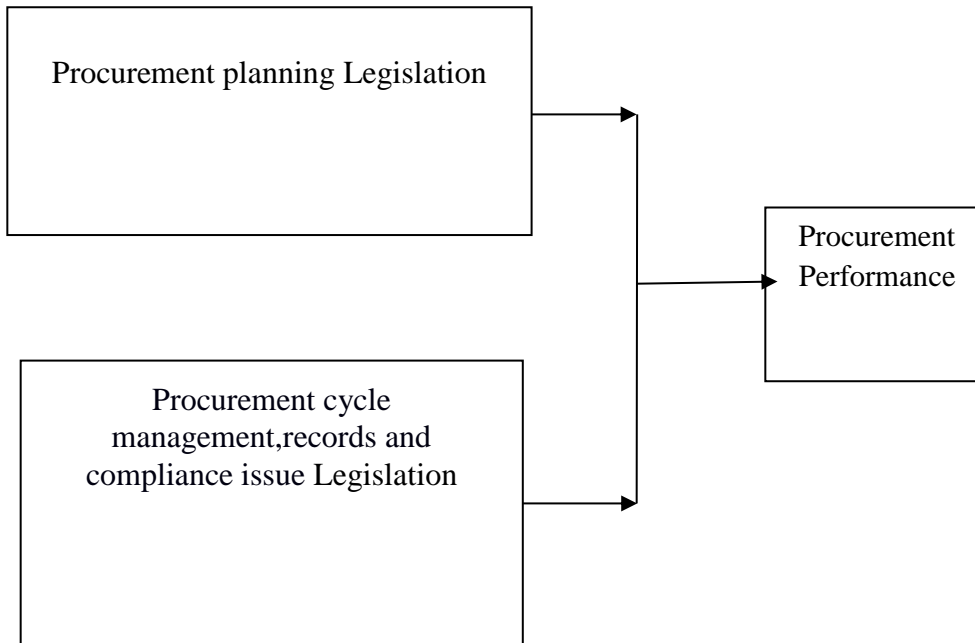 Procurement planning Legislation
Procurement
Performance
Procurement cycle
management,records and
compliance issue Legislation